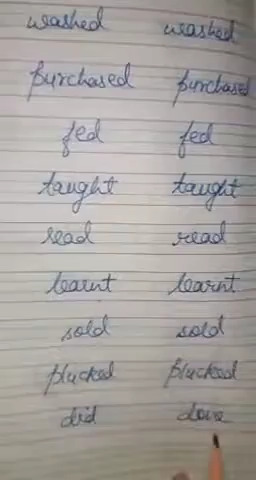 washed washed
purchased purchased
fed fed
taught taught
read read
learnt learnt
sold sold
plucked plucked
did done